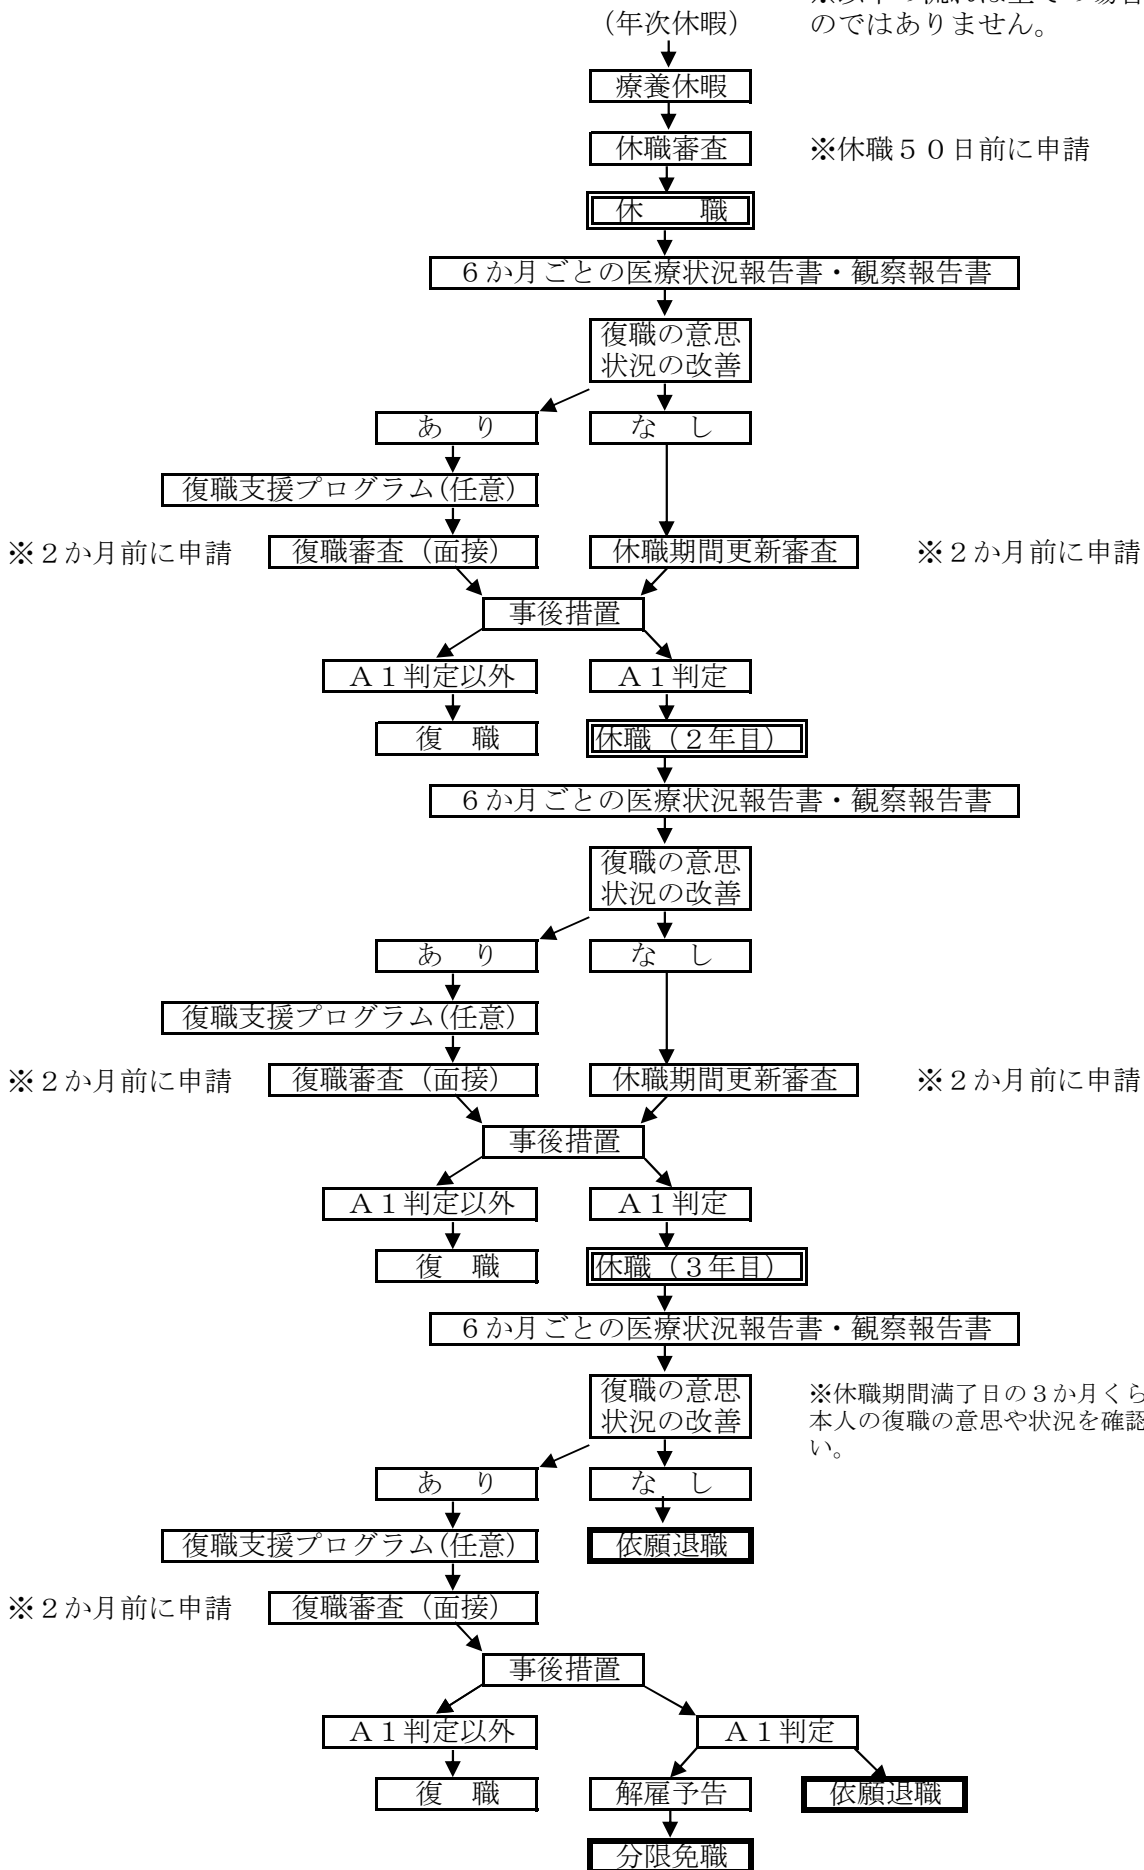 （年次休暇）
のではありません。
療養休暇
休職審査
※休職５０日前に申請
休　　職
６か月ごとの医療状況報告書・観察報告書
復職の意思
状況の改善
あ　り
な　し
復職支援プログラム(任意)
※２か月前に申請
復職審査（面接）
休職期間更新審査
※２か月前に申請
事後措置
Ａ１判定以外
Ａ１判定
復　職
休職（２年目）
６か月ごとの医療状況報告書・観察報告書
復職の意思
状況の改善
あ　り
な　し
復職支援プログラム(任意)
※２か月前に申請
復職審査（面接）
休職期間更新審査
※２か月前に申請
事後措置
Ａ１判定以外
Ａ１判定
復　職
休職（３年目）
６か月ごとの医療状況報告書・観察報告書
復職の意思
状況の改善
※休職期間満了日の３か月くら
本人の復職の意思や状況を確認
い。
あ　り
な　し
復職支援プログラム(任意)
依願退職
※２か月前に申請
復職審査（面接）
事後措置
Ａ１判定以外
Ａ１判定
復　職
解雇予告
依願退職
分限免職